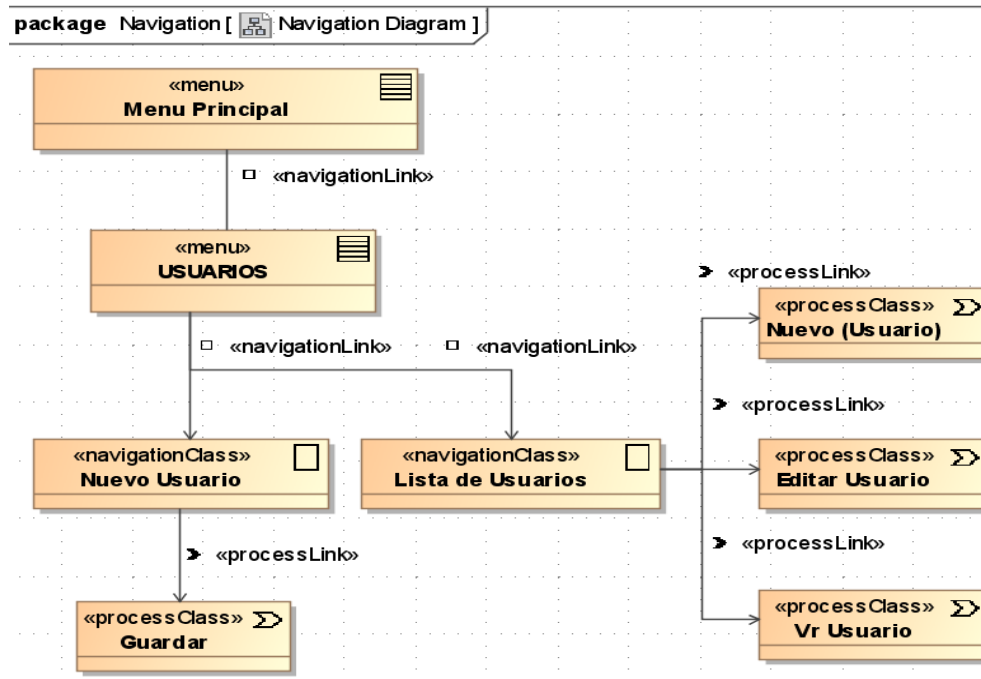 package Navigation [ Navigation Diagram ]
«menu»
Menu Principal
«navigationLink»
«menu»
USUARIOS
«navigationLink»
«navigationLink»
«processLink»
«processClass»
Nuevo (Usuario)
«processLink»
«navigationClass»
Nuevo Usuario
«navigationClass»
Lista de Usuarios
«processClass»
Editar Usuario
«processLink»
«processLink»
«processClass»
Guardar
«processClass»
Vr Usuario